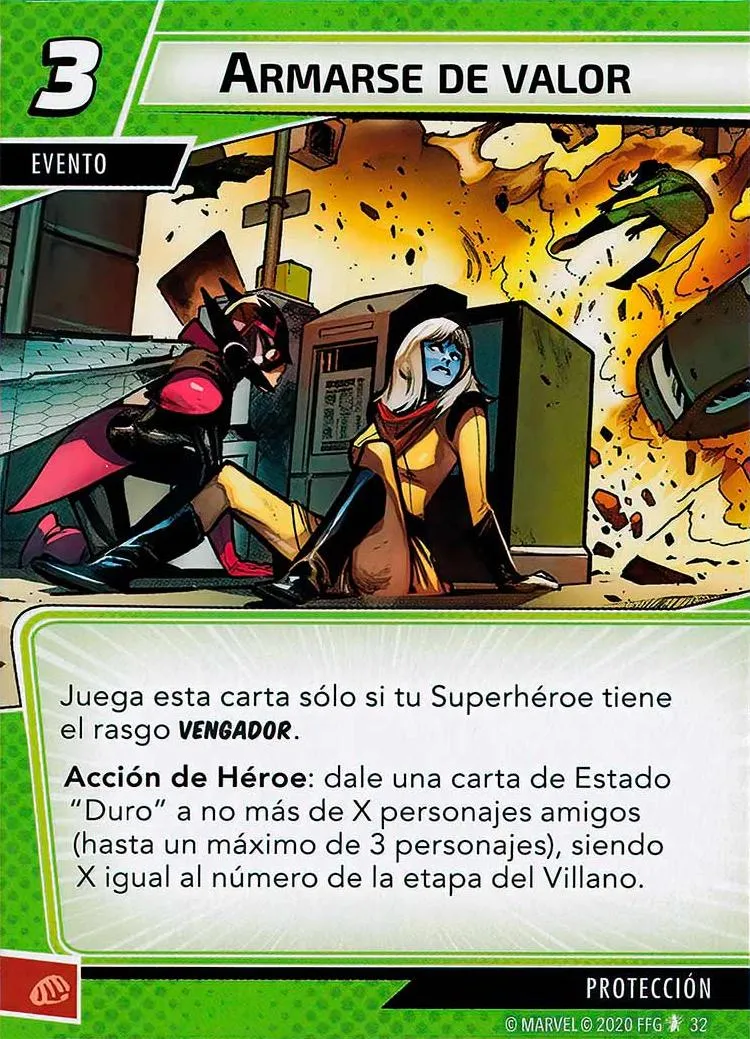 3
ARMARSE DE VALOR
EVENTO
Juega esta carta sólo si tu Superhéroe tiene
el rasgo VENGADOR.
Acción de Héroe: dale una carta de Estado
“Duro” a no más de X personajes amigos
(hasta un máximo de 3 personajes), siendo
X igual al número de la etapa del Villano.
PROTECCIÓN
© MARVEL © 2020 FFG 32